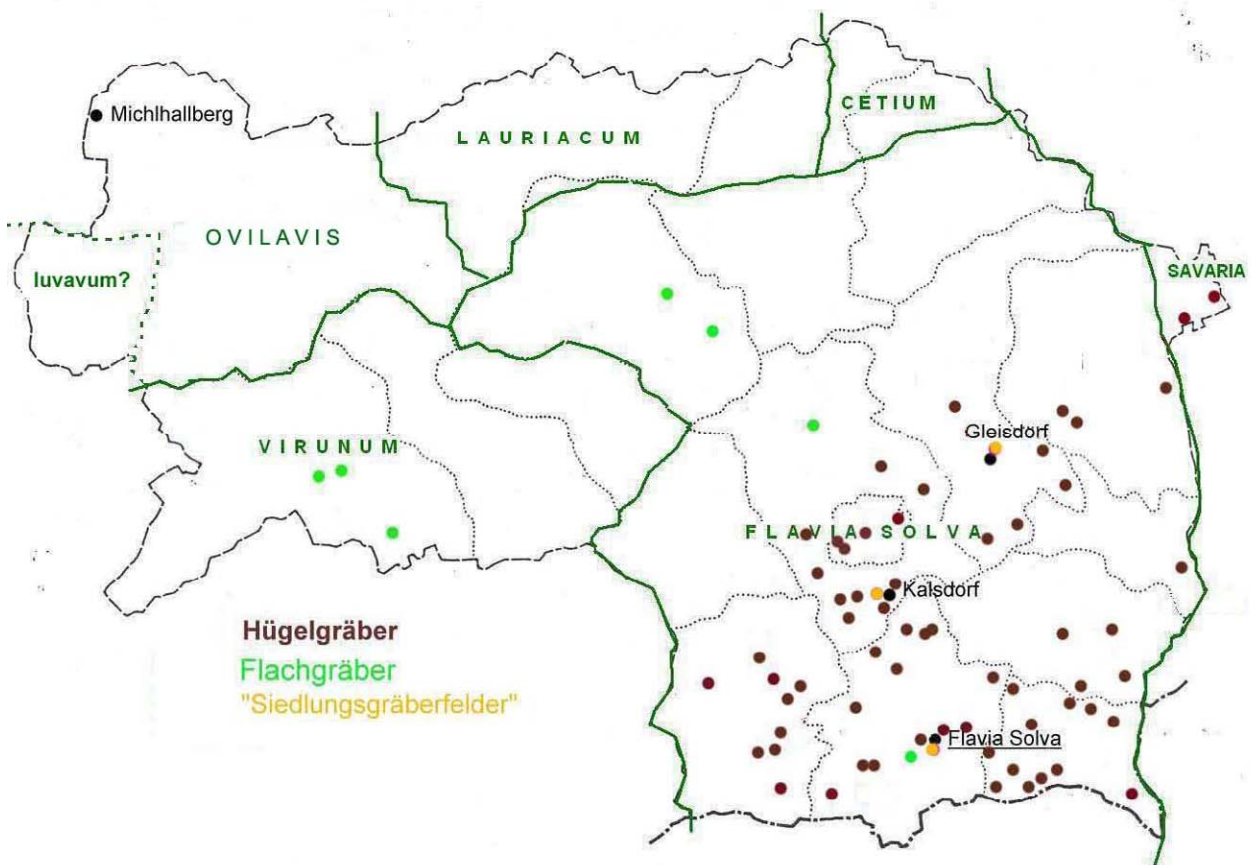 Michlhallberg
LAURIACUM
CETIUM
OVILAVIS
Iuvavum?
SAVARIA
VIRUNUM
Gleisdorf
FLAVIA SOLVA
Kalsdorf
Hügelgräber
Flachgräber
"Siedlungsgräberfelder"
Flavia Solva